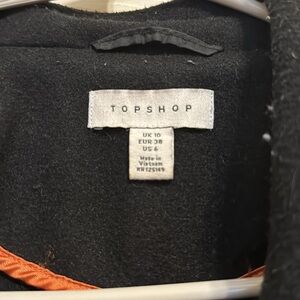 TOPSHOP
UK 10
EUR 38
US 6
Made in
Vietnam